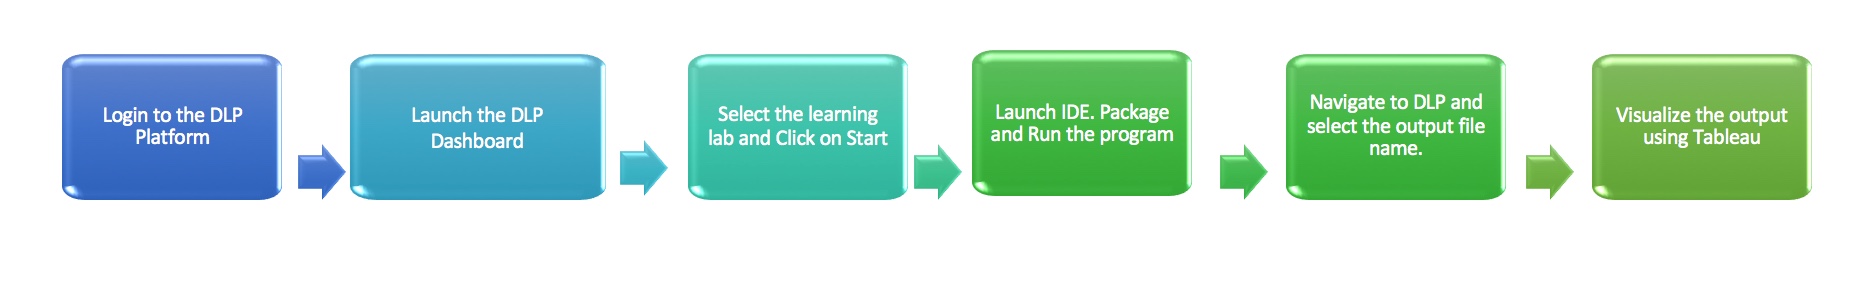 Login to the DLP
Platform
Launch the DLP
Dashboard
Select the learning
lab and Click on Start
Launch IDE. Package
and Run the program
Navigate to DLP and
select the output file
name.
Visualize the output
using Tableau